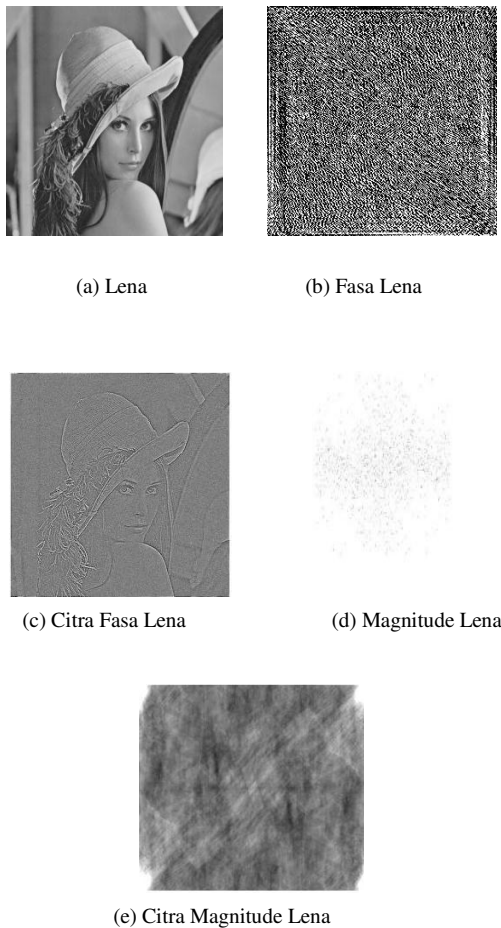 (a) Lena
(b) Fasa Lena
(c) Citra Fasa Lena
(d) Magnitude Lena
(e) Citra Magnitude Lena